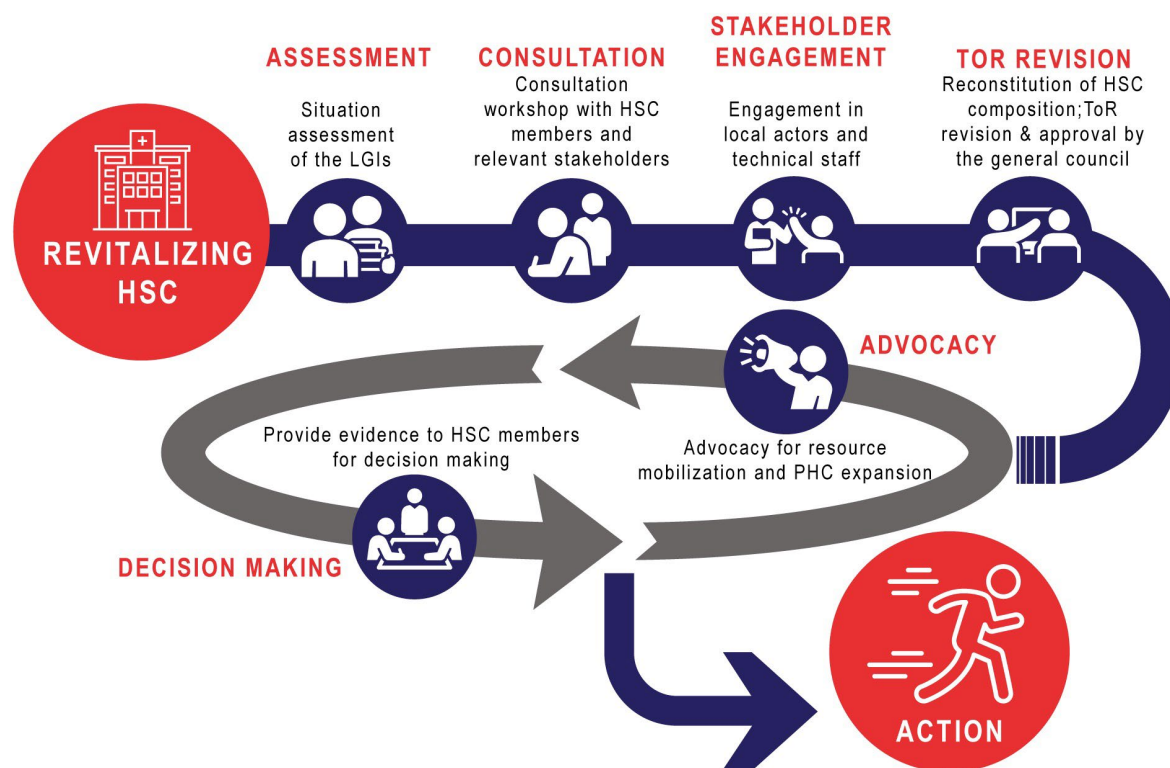 REVITALIZING
HSC
ASSESSMENT
Situation
assessment
of the LGIs
CONSULTATION
Consultation
workshop with HSC
members and
relevant stakeholders
STAKEHOLDER
ENGAGEMENT
Engagement in
local actors and
technical staff
TOR REVISION
Reconstitution of HSC
composition;ToR
revision & approval by
the general council
ADVOCACY
Advocacy for resource
mobilization and PHC expansion
Provide evidence to HSC members
for decision making
DECISION MAKING
ACTION